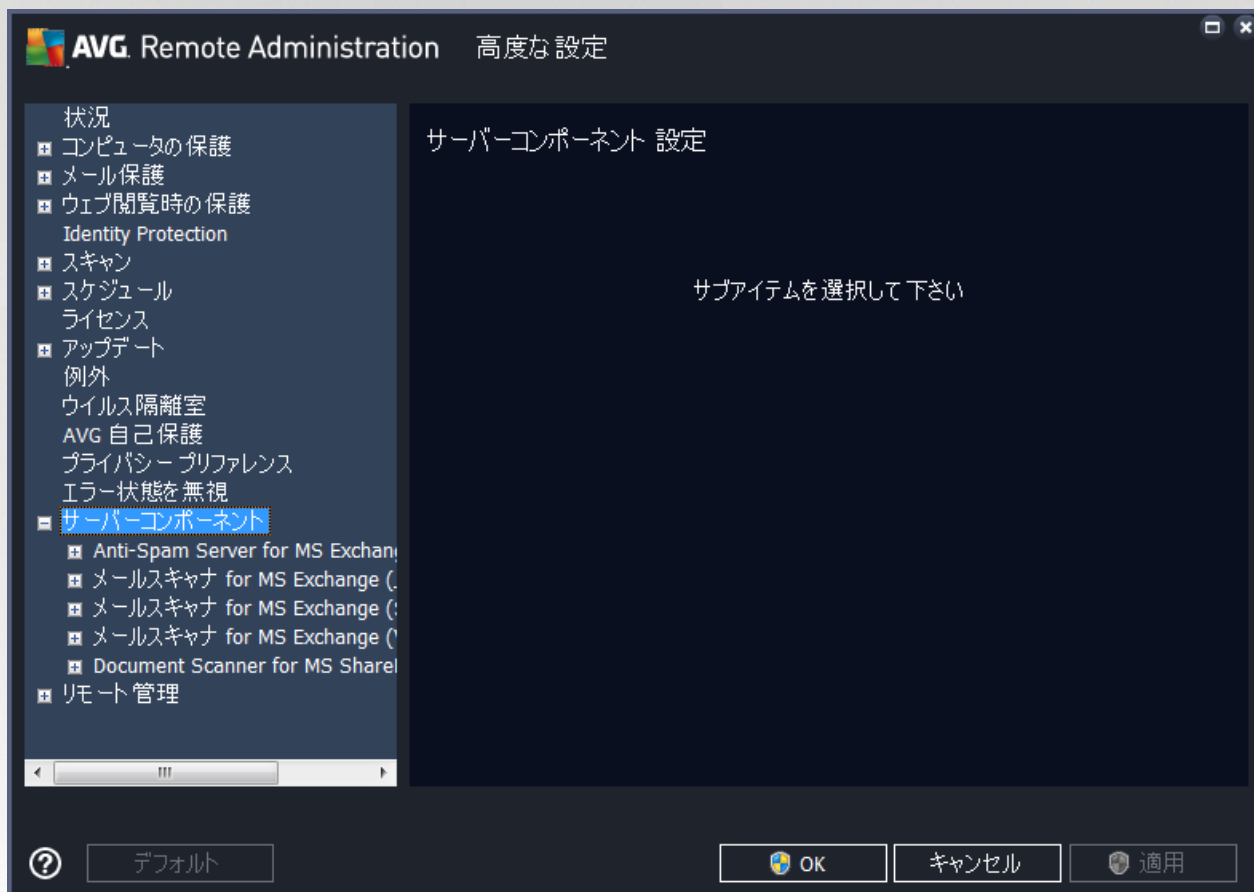 AVG. Remote Administration 高度な設定
状況
コンピュータの保護
メール保護
ウェブ閲覧時の保護
Identity Protection
スキャン
スケジュール
ライセンス
アップデート
例外
ウイルス隔離室
AVG 自己保護
プライバシー プリファレンス
エラー状態を無視
サーバーコンポーネント
Anti-Spam Server for MS Exchan
メールスキャナ for MS Exchange (
メールスキャナ for MS Exchange (
メールスキャナ for MS Exchange (
Document Scanner for MS Share
リモート管理
サーバーコンポーネント 設定
サブアイテムを選択して下さい
デフォルト
OK
キャンセル
適用